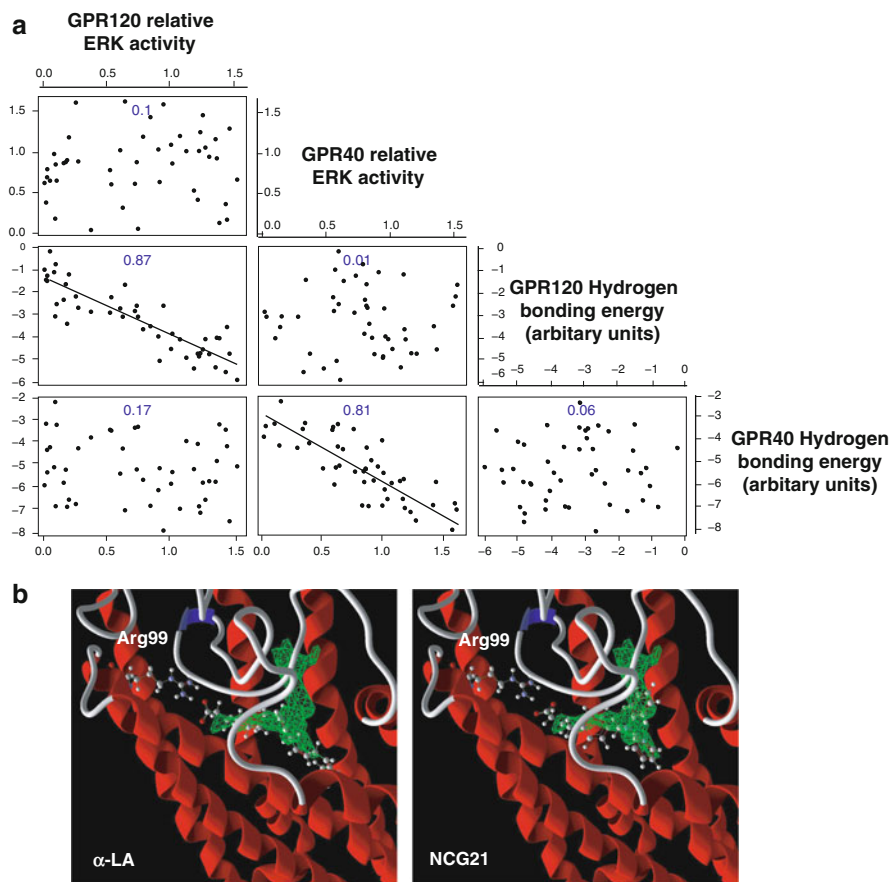 a
GPR120 relative
ERK activity
0.0 0.5 1.0 1.5
1.5
1.0
0.5
0.0
0.1
1.5
1.0
0.5
0.0
GPR40 relative
ERK activity
0.0 0.5 1.0 1.5
0
−1
−2
−3
−4
−5
−6
0.87
0.01
0
−1
−2
−3
−4
−5
−6
GPR120 Hydrogen
bonding energy
(arbitary units)
−6 −5 −4 −3 −2 −1 0
−2
−3
−4
−5
−6
−7
−8
0.17
0.81
0.06
−2
−3
−4
−5
−6
−7
−8
GPR40 Hydrogen
bonding energy
(arbitary units)
0.0 0.5 1.0 1.5
0.0 0.5 1.0 1.5
−6 −5 −4 −3 −2 −1 0
b
Arg99
α-LA
Arg99
NCG21